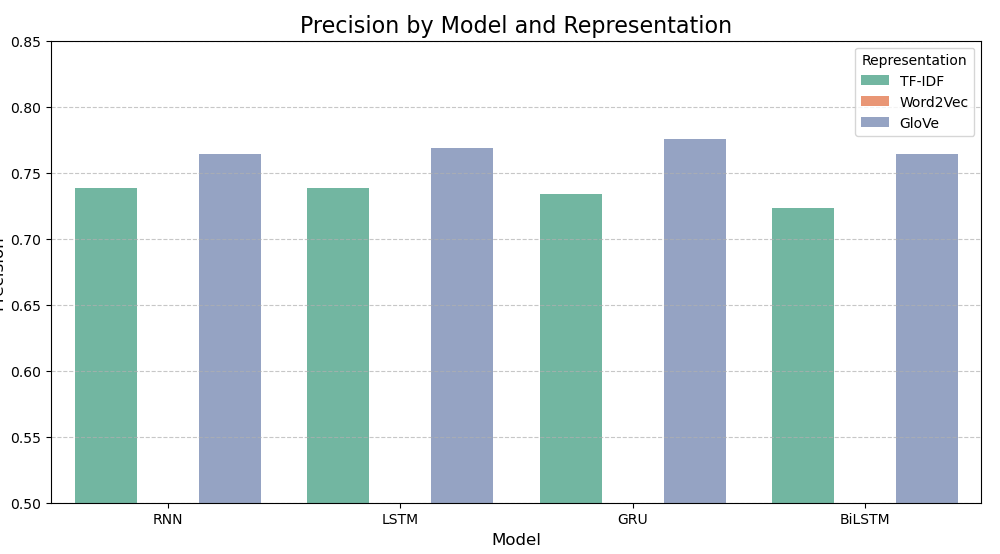 Precision by Model and Representation
0.85
0.80
0.75
0.70
0.65
0.60
0.55
0.50
Representation
TF-IDF
Word2Vec
GloVe
RNN
LSTM
GRU
BiLSTM
Model